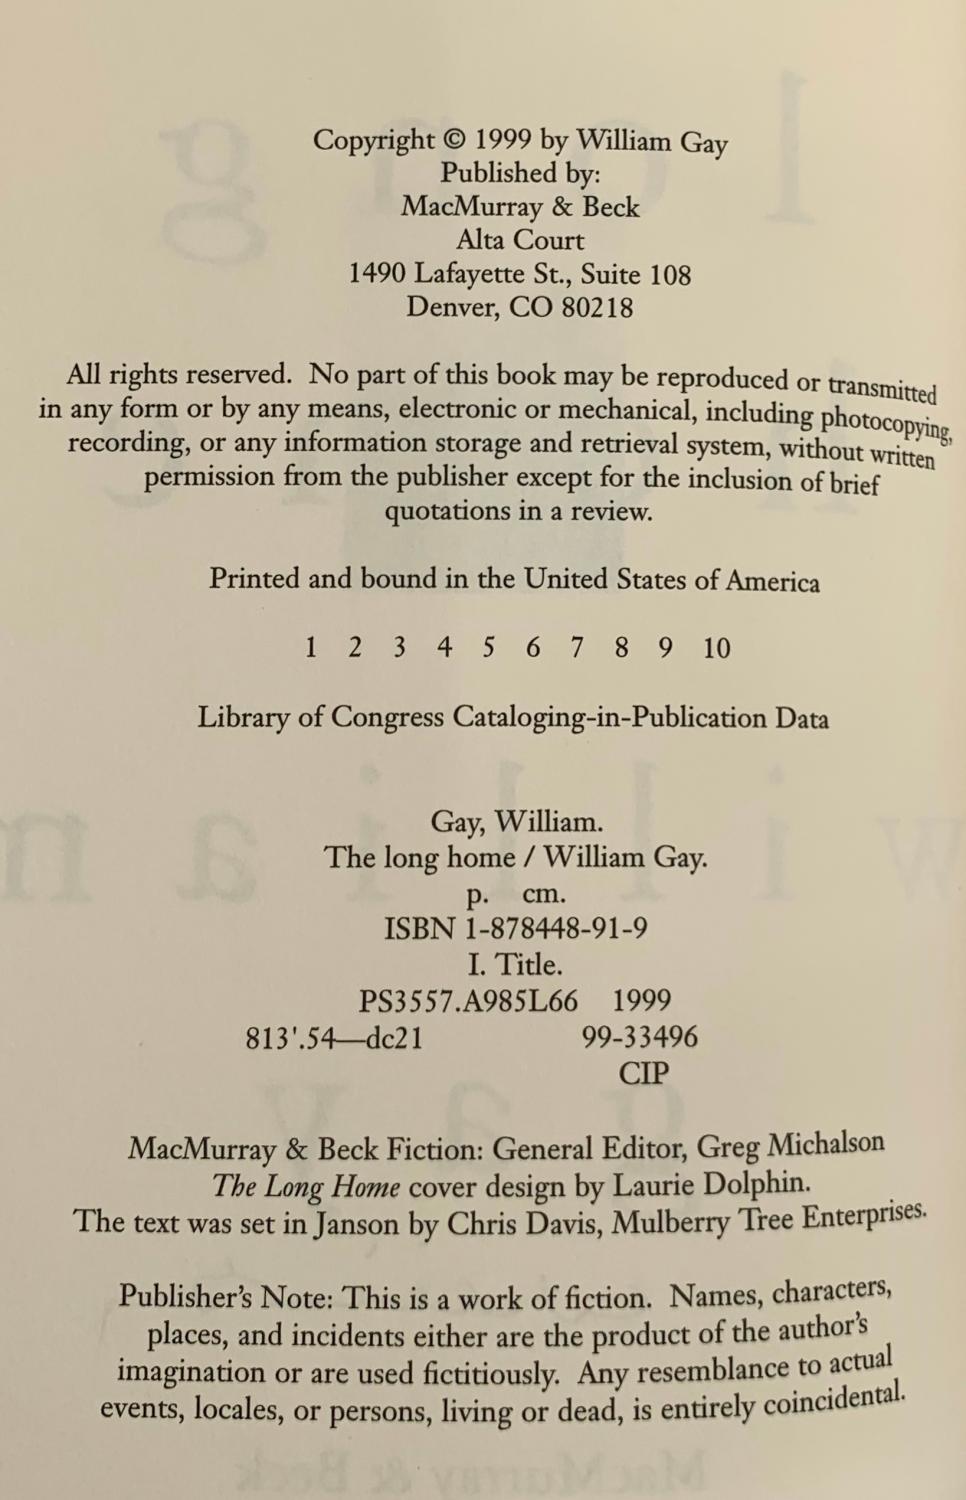 Copyright © 1999 by William Gay
Published by:
MacMurray & Beck
Alta Court
1490 Lafayette St., Suite 108
Denver, CO 80218
All rights reserved. No part of this book may be reproduced or transmitted
in any form or by any means, electronic or mechanical, including photocopying,
recording, or any information storage and retrieval system, without written
permission from the publisher except for the inclusion of brief
quotations in a review.
Printed and bound in the United States of America
1 2 3 4 5 6 7 8 9 10
Library of Congress Cataloging-in-Publication Data
Gay, William.
The long home / William Gay.
p. cm.
ISBN 1-878448-91-9
I. Title.
PS3557.A985L66 1999
813'.54—dc21 99-33496
CIP
MacMurray & Beck Fiction: General Editor, Greg Michalson
The Long Home cover design by Laurie Dolphin.
The text was set in Janson by Chris Davis, Mulberry Tree Enterprises.
Publisher's Note: This is a work of fiction. Names, characters,
places, and incidents either are the product of the author's
imagination or are used fictitiously. Any resemblance to actual
events, locales, or persons, living or dead, is entirely coincidental.